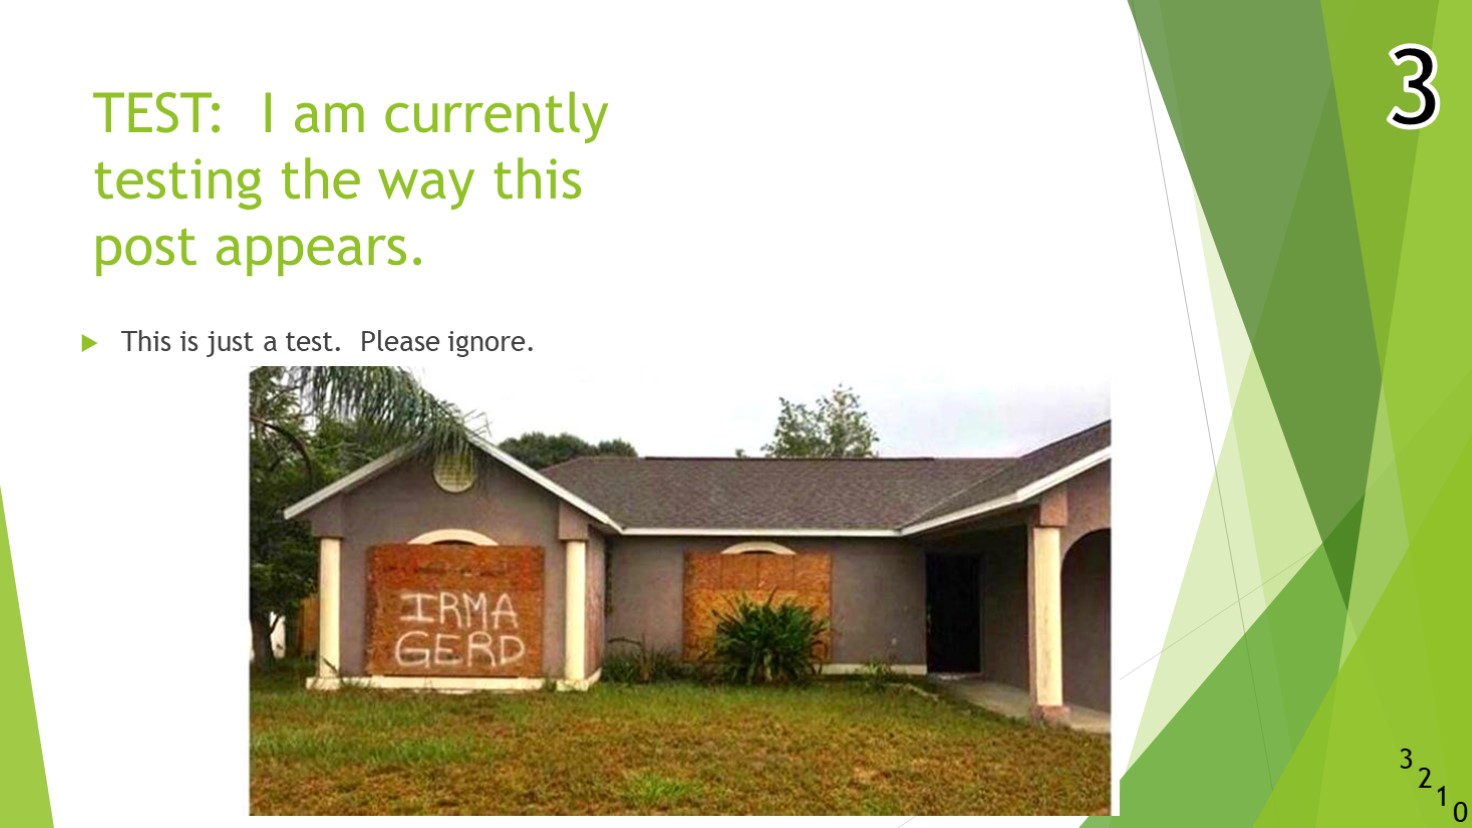 TEST:  I am currently
testing the way this
post appears.
3
This is just a test.  Please ignore.
IRMA
GERD
3
2
1
0